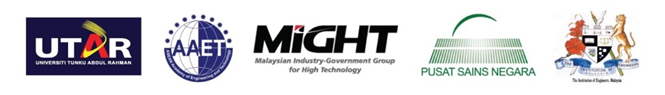 UTAR
UNIVERSITI TUNKU ABDUL RAHMAN
AAET
MiGHT
Malaysian Industry-Government Group
for High Technology
PUSAT SAINS NEGARA
The Institution of Engineers, Malaysia